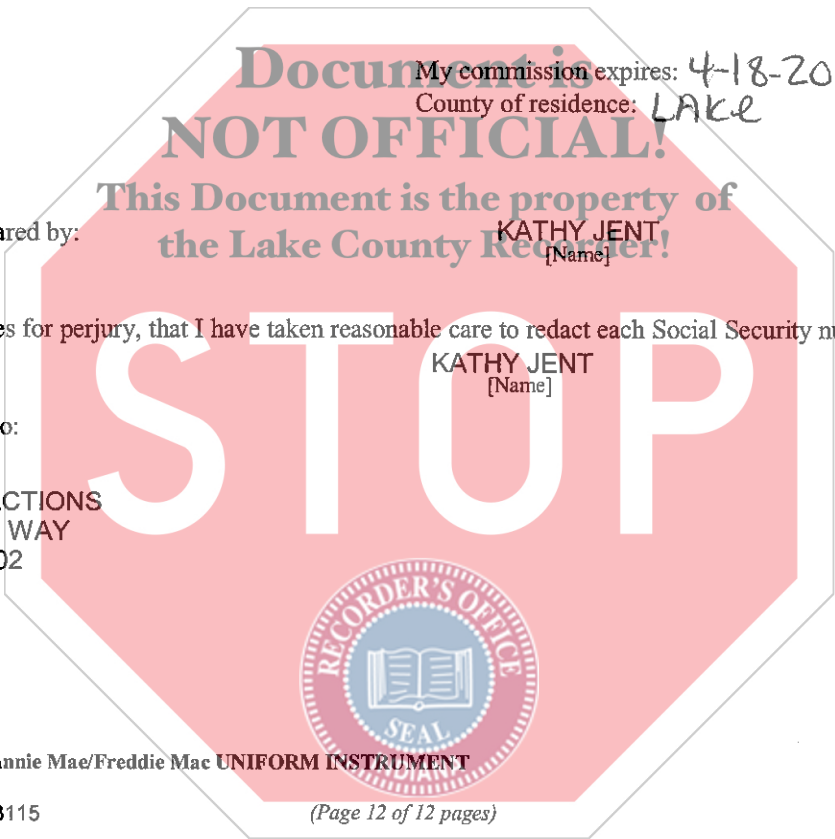 Document is
My commission expires: 4-18-20
County of residence: LAKE
NOT OFFICIAL!
This Document is the property of
ared by:
KATHY JENT
the Lake County Recorder!
[Name]
es for perjury, that I have taken reasonable care to redact each Social Security nu
KATHY JENT
[Name]
o:
STOP
CTIONS
WAY
02
RECORDER'S OFFICE
SEAL
INDIANA
annie Mae/Freddie Mac UNIFORM INSTRUMENT
8115
(Page 12 of 12 pages)